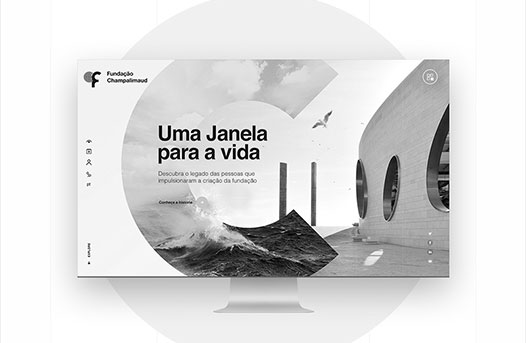 Fundação
Champalimaud
Uma Janela
para a vida
Descubra o legado das pessoas que
impulsionaram a criação da fundação
Conheça a história
EXPLORE